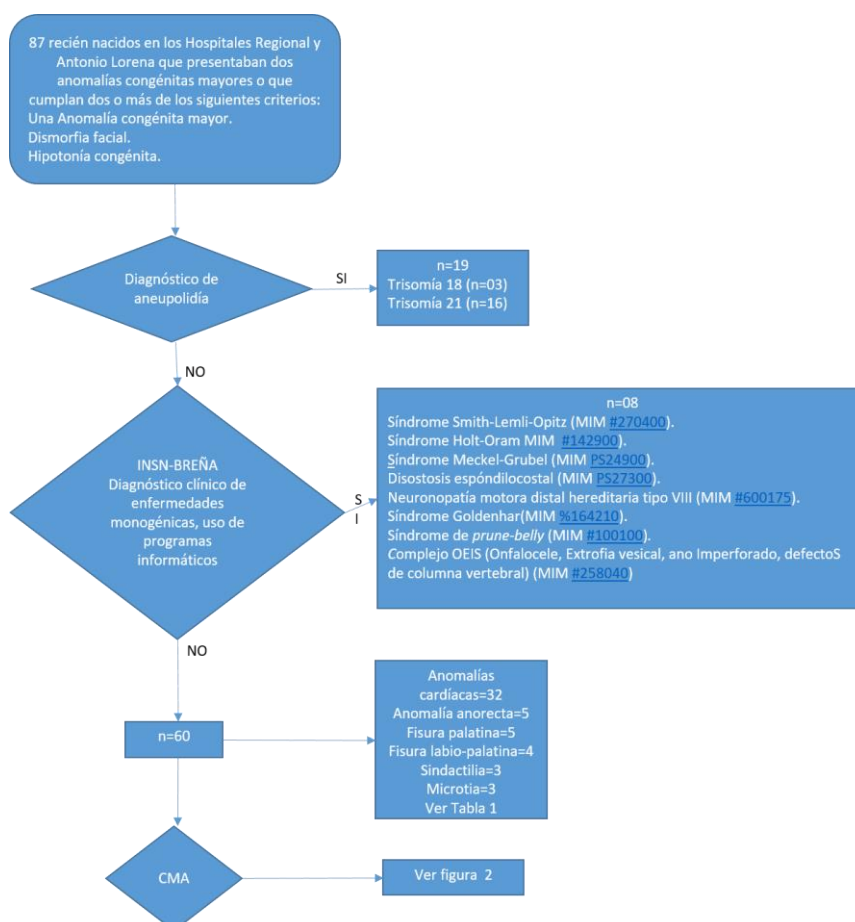 87 recién nacidos en los Hospitales Regional y
Antonio Lorena que presentaban dos
anomalías congénitas mayores o que
cumplan dos o más de los siguientes criterios:
Una Anomalía congénita mayor.
Dismorfia facial.
Hipotonía congénita.
Diagnóstico de
aneupolidía
SI
n=19
Trisomía 18 (n=03)
Trisomía 21 (n=16)
NO
INSN-BREÑA
Diagnóstico clínico de
enfermedades
monogénicas, uso de
programas
informáticos
S
I
n=08
Síndrome Smith-Lemli-Opitz (MIM #270400).
Síndrome Holt-Oram MIM #142900).
Síndrome Meckel-Grubel (MIM PS24900).
Disostosis espóndilocostal (MIM PS27300).
Neuronopatía motora distal hereditaria tipo VIII (MIM #600175).
Síndrome Goldenhar(MIM %164210).
Síndrome de prune-belly (MIM #100100).
Complejo OEIS (Onfalocele, Extrofia vesical, ano Imperforado, defectoS
de columna vertebral) (MIM #258040)
NO
n=60
Anomalías
cardíacas=32
Anomalía anorecta=5
Fisura palatina=5
Fisura labio-palatina=4
Sindactilia=3
Microtia=3
Ver Tabla 1
CMA
Ver figura 2